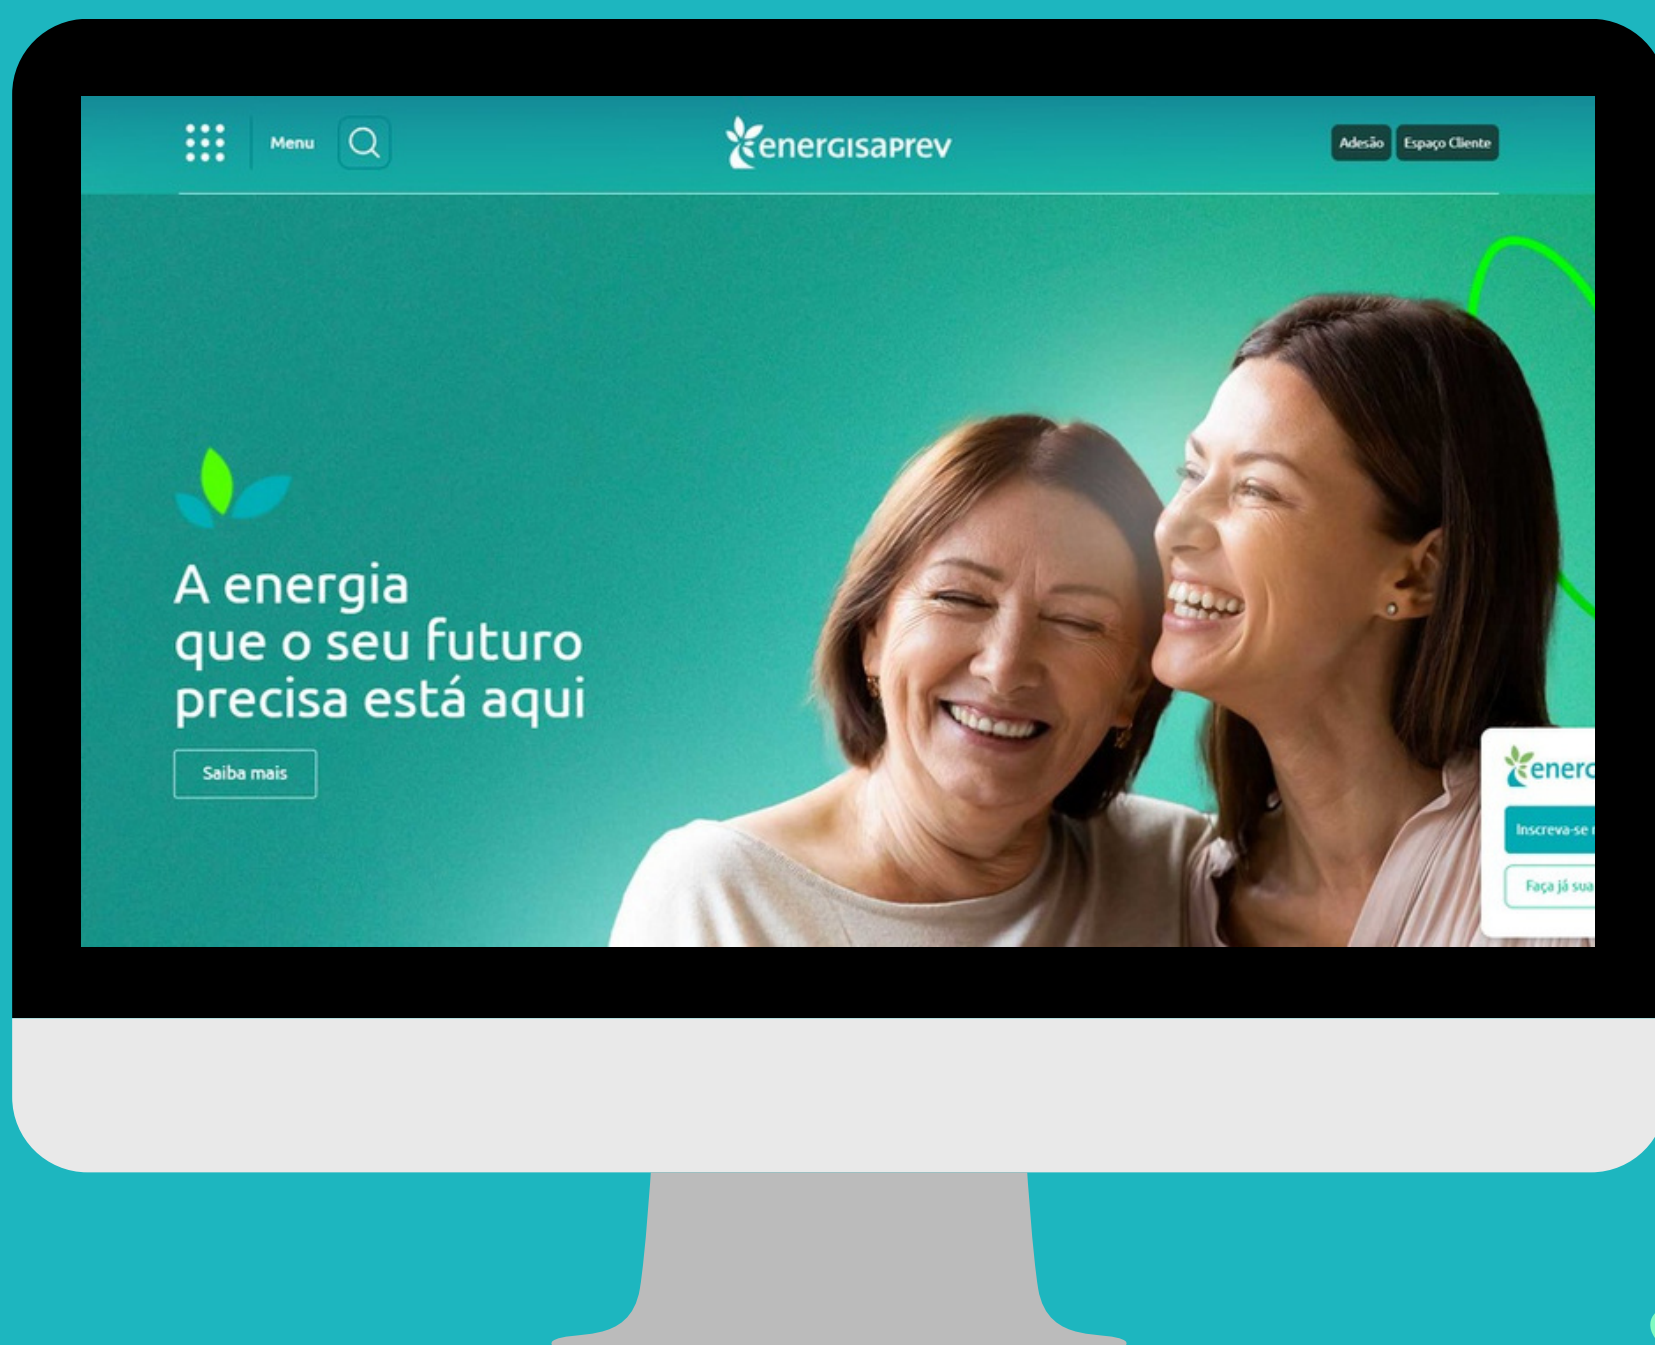 Menu
energisaprev
Adesão
Espaço Cliente
A energia
que o seu futuro
precisa está aqui
Saiba mais
energ
Inscreva-se
Faça já sua